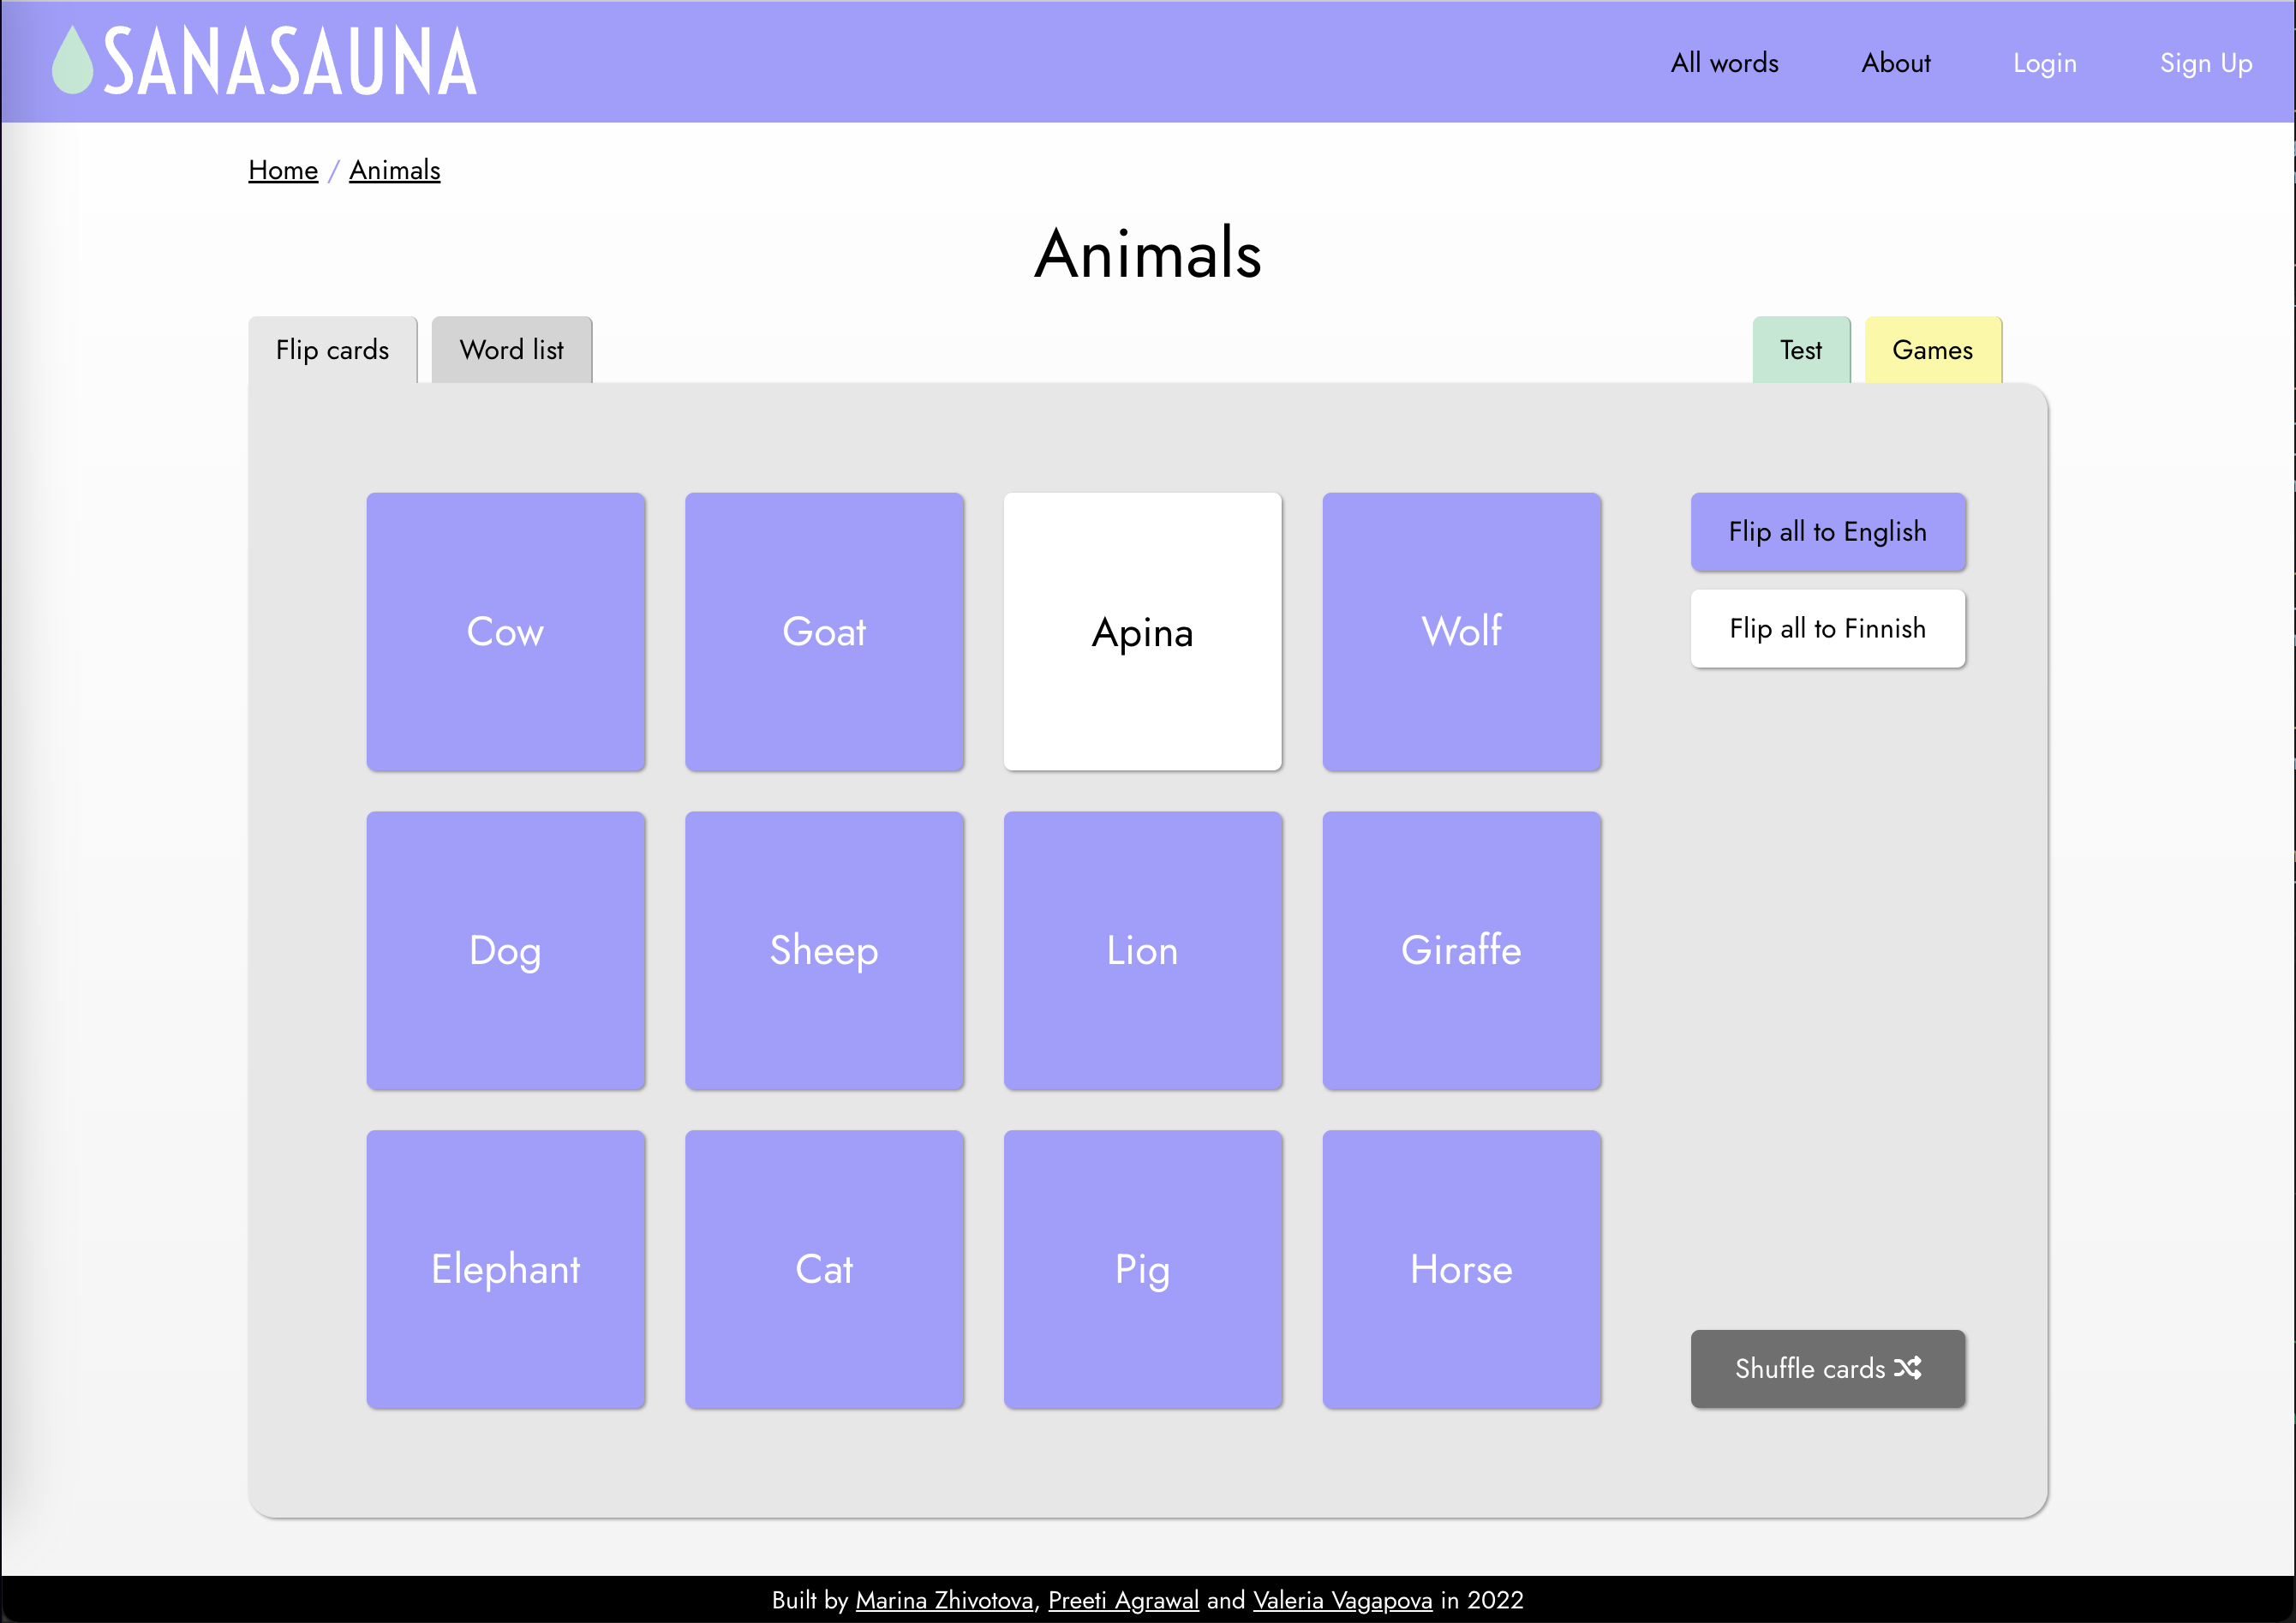 SANASAUNA
All words About Login Sign Up
Home / Animals
Animals
Flip cards Word list Test Games
Cow Goat Apina Wolf
Flip all to English
Flip all to Finnish
Dog Sheep Lion Giraffe
Elephant Cat Pig Horse
Shuffle cards
Built by Marina Zhivotova, Preeti Agrawal and Valeria Vagapova in 2022